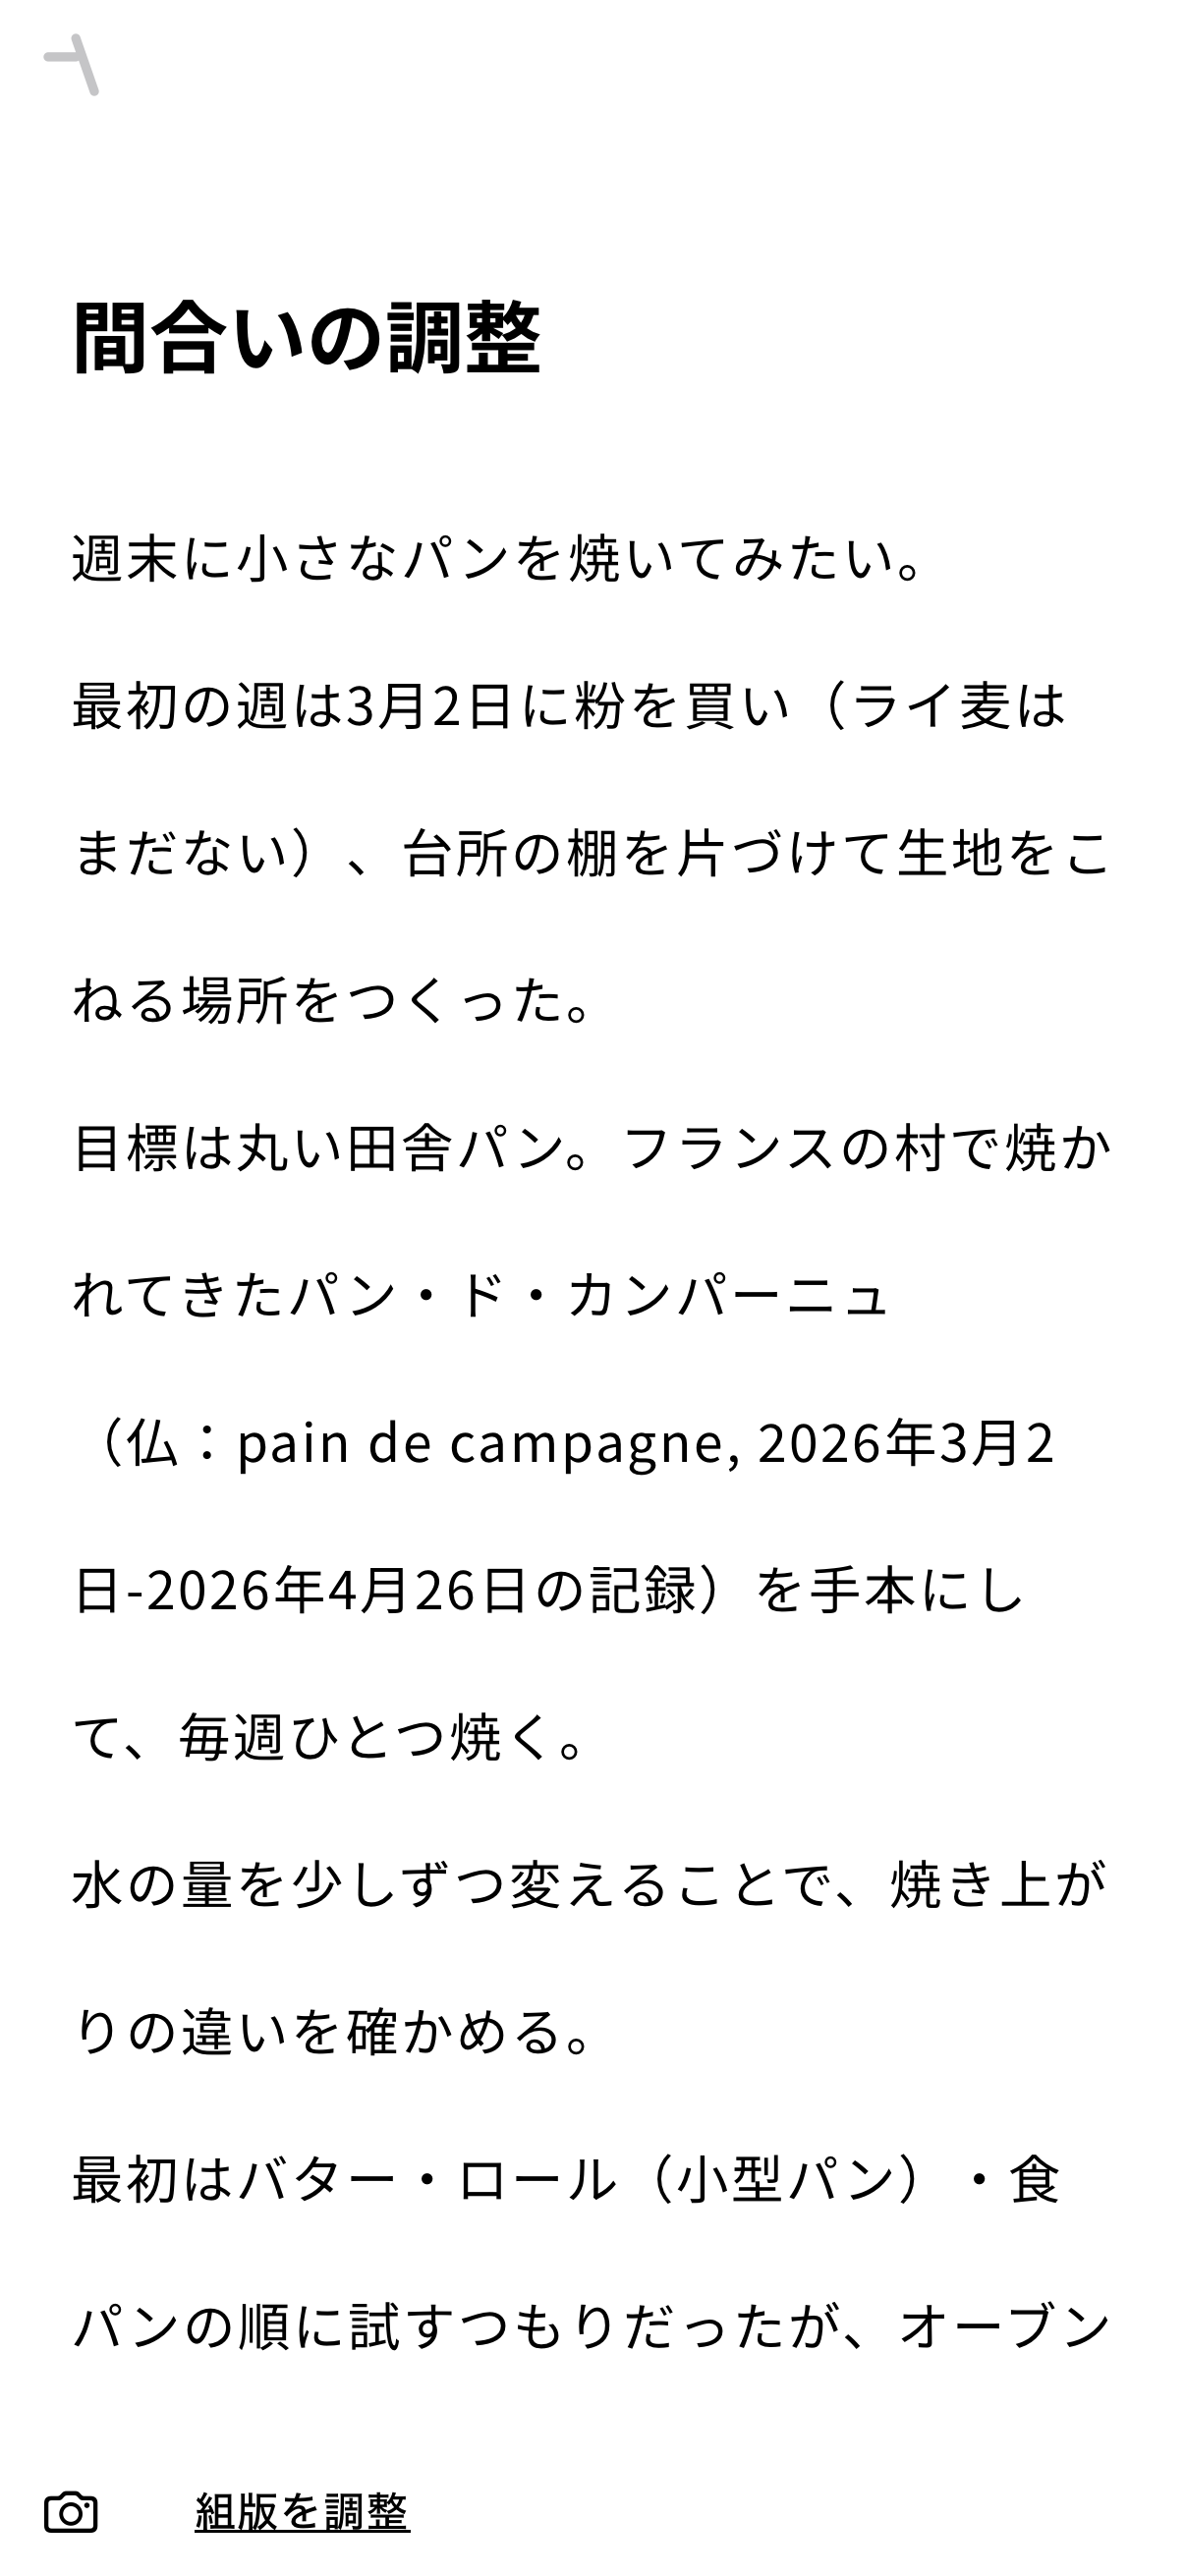 間合いの調整
週末に小さなパンを焼いてみたい。
最初の週は3月2日に粉を買い（ライ麦は
まだない）、台所の棚を片づけて生地をこ
ねる場所をつくった。
目標は丸い田舎パン。フランスの村で焼か
れてきたパン・ド・カンパーニュ
（仏：pain de campagne, 2026年3月2
日-2026年4月26日の記録）を手本にし
て、毎週ひとつ焼く。
水の量を少しずつ変えることで、焼き上が
りの違いを確かめる。
最初はバター・ロール（小型パン）・食
パンの順に試すつもりだったが、オーブン
組版を調整